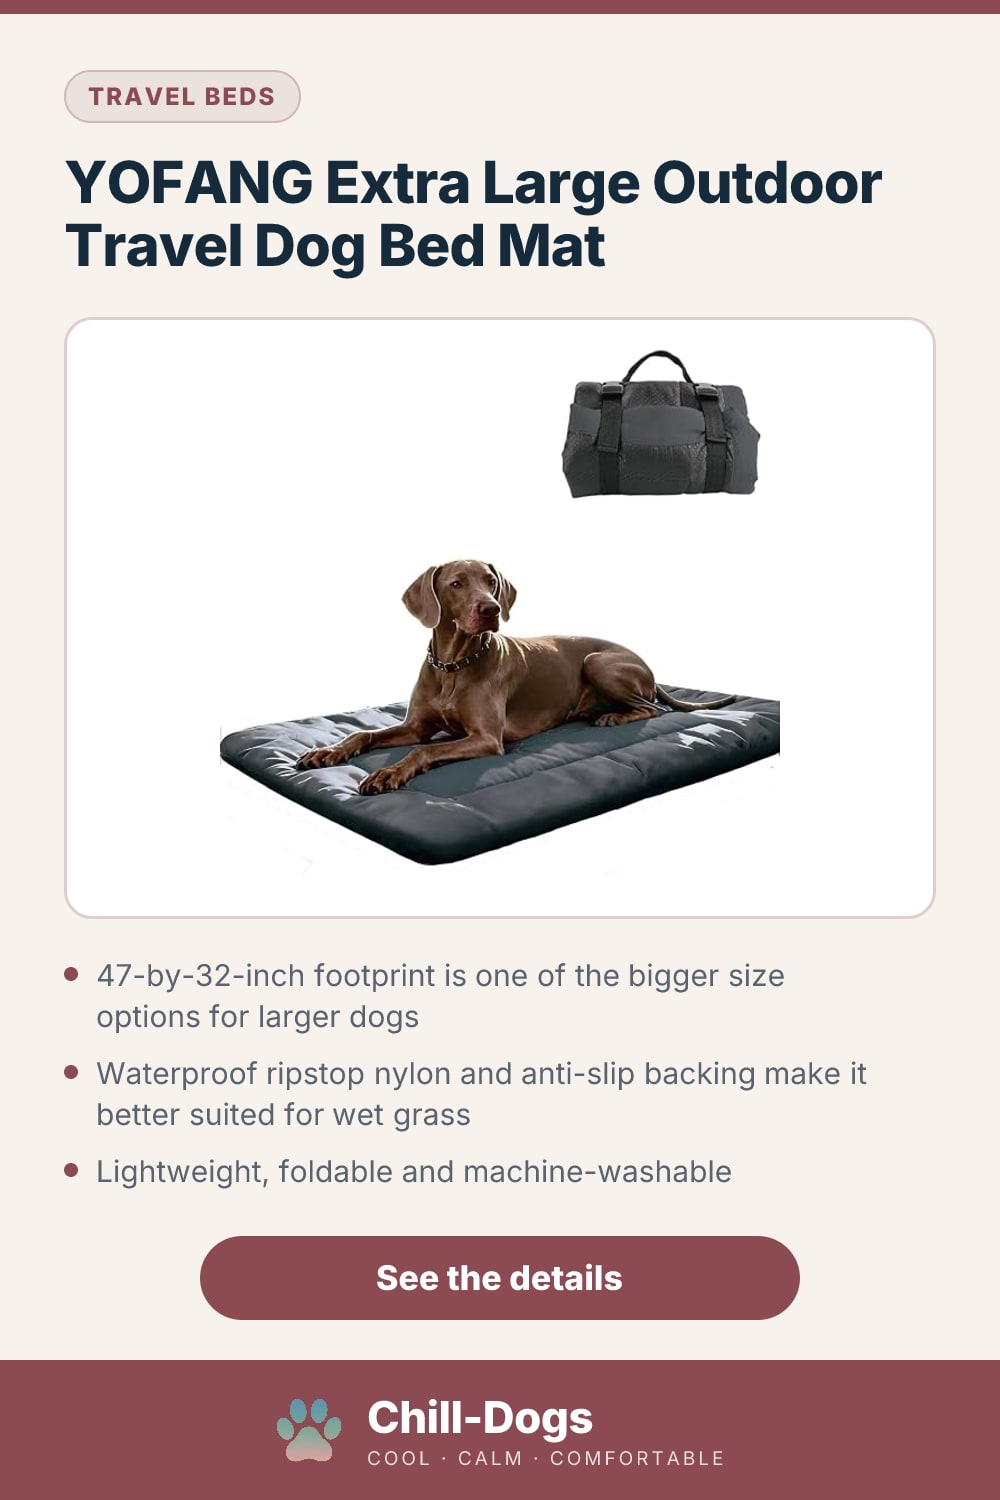 TRAVEL BEDS
YOFANG Extra Large Outdoor
Travel Dog Bed Mat
47-by-32-inch footprint is one of the bigger size
options for larger dogs
Waterproof ripstop nylon and anti-slip backing make it
better suited for wet grass
Lightweight, foldable and machine-washable
See the details
Chill-Dogs
COOL · CALM · COMFORTABLE